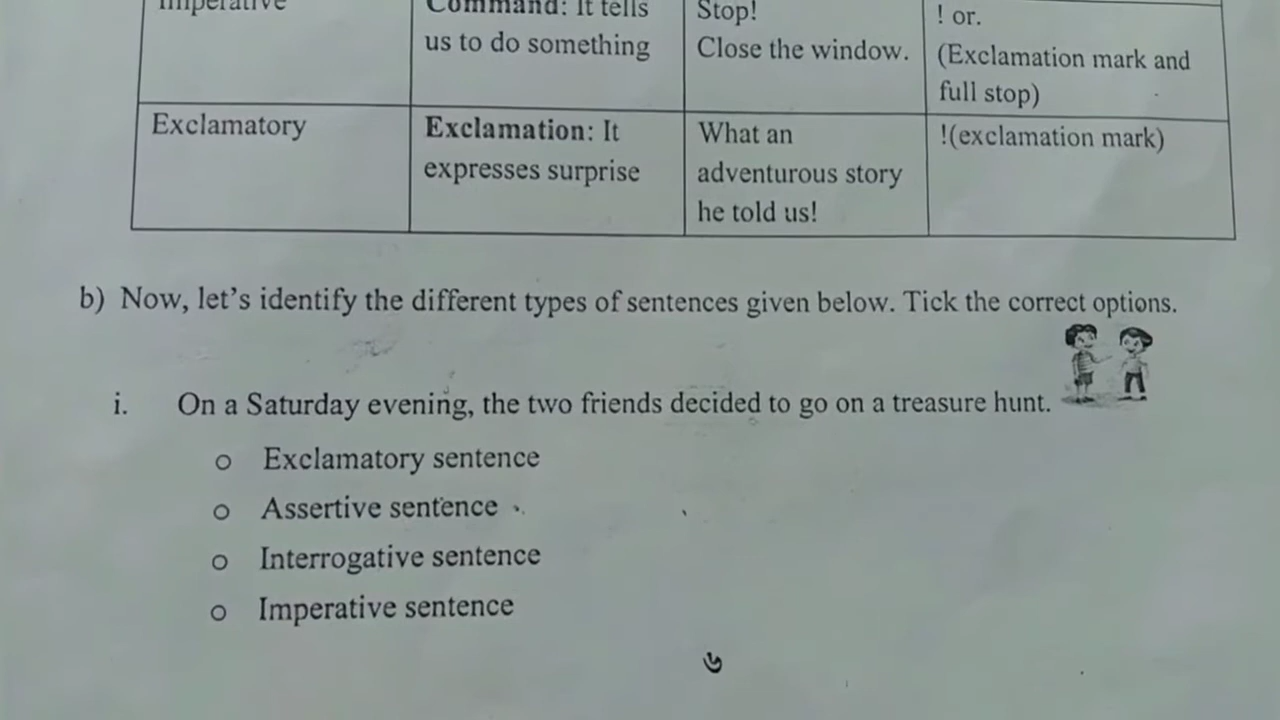 Imperative
Command: It tells
us to do something
Stop!
Close the window.
! or.
(Exclamation mark and
full stop)
Exclamatory
Exclamation: It
expresses surprise
What an
adventurous story
he told us!
!(exclamation mark)
b) Now, let's identify the different types of sentences given below. Tick the correct options.
i. On a Saturday evening, the two friends decided to go on a treasure hunt.
o Exclamatory sentence
o Assertive sentence
o Interrogative sentence
o Imperative sentence
৬